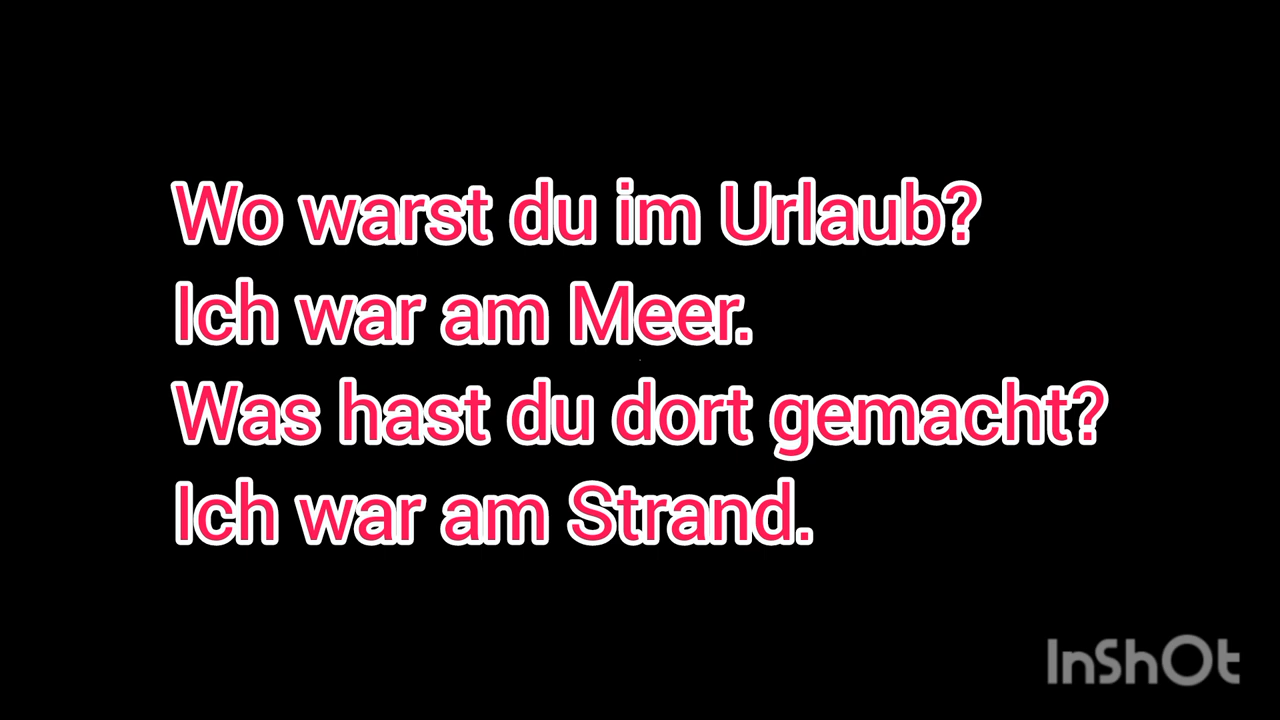 Wo warst du im Urlaub?
Ich war am Meer.
Was hast du dort gemacht?
Ich war am Strand.
InShOt